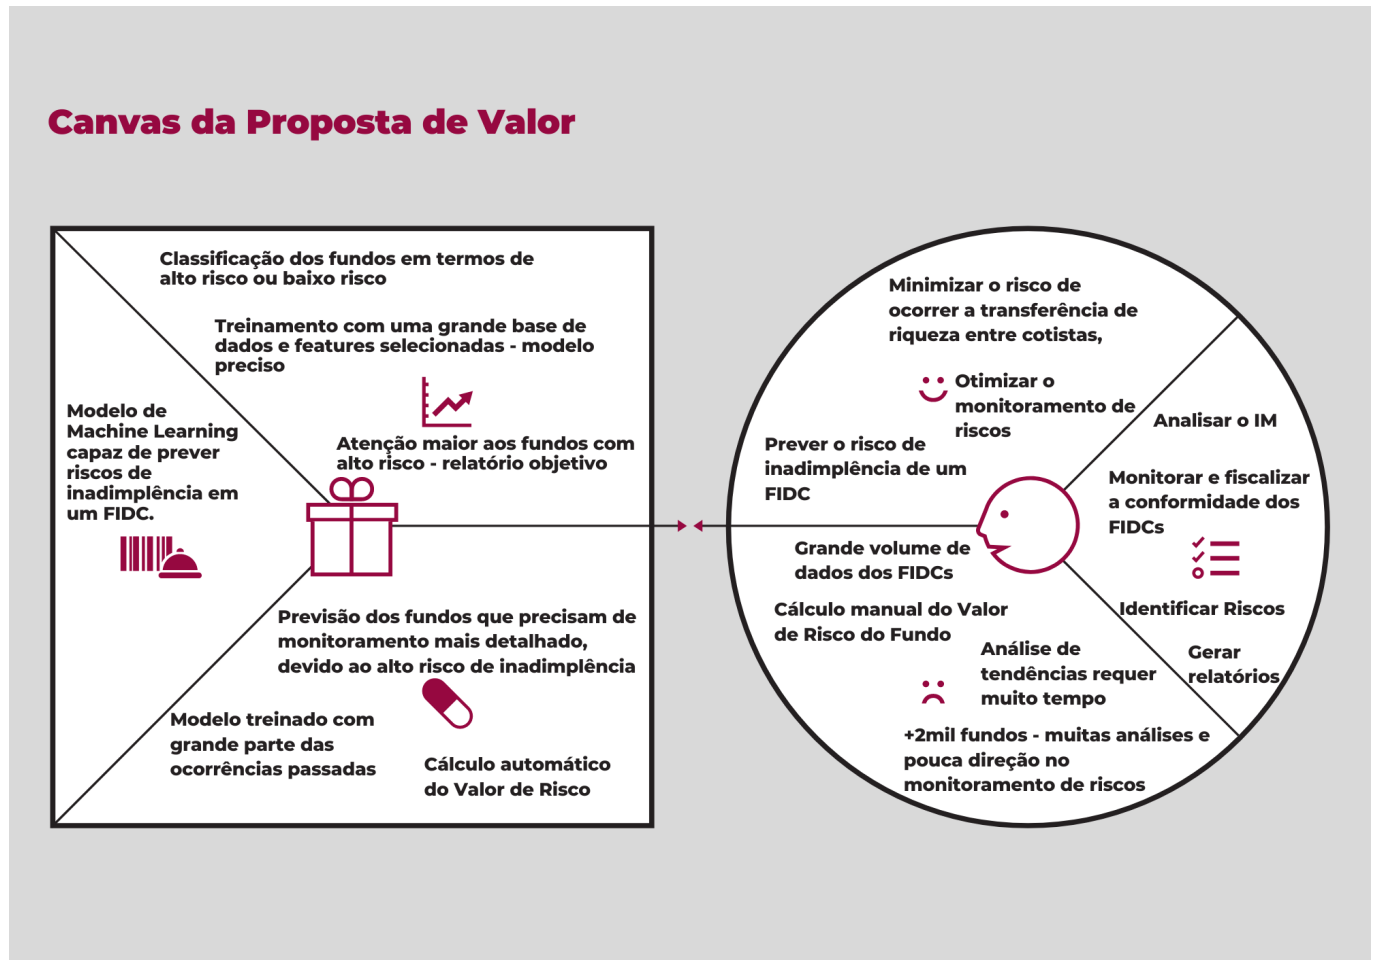 Canvas da Proposta de Valor
Classificação dos fundos em termos de
alto risco ou baixo risco
Treinamento com uma grande base de
dados e features selecionadas - modelo
preciso
Atenção maior aos fundos com
alto risco - relatório objetivo
Modelo de
Machine Learning
capaz de prever
riscos de
inadimplência em
um FIDC.
Previsão dos fundos que precisam de
monitoramento mais detalhado,
devido ao alto risco de inadimplência
Modelo treinado com
grande parte das
ocorrências passadas
Cálculo automático
do Valor de Risco
Minimizar o risco de
ocorrer a transferência de
riqueza entre cotistas,
Otimizar o
monitoramento de
riscos
Prever o risco de
inadimplência de um
FIDC
Analisar o IM
Monitorar e fiscalizar
a conformidade dos
FIDCs
Identificar Riscos
Gerar
relatórios
Grande volume de
dados dos FIDCs
Cálculo manual do Valor
de Risco do Fundo
Análise de
tendências requer
muito tempo
+2mil fundos - muitas análises e
pouca direção no
monitoramento de riscos